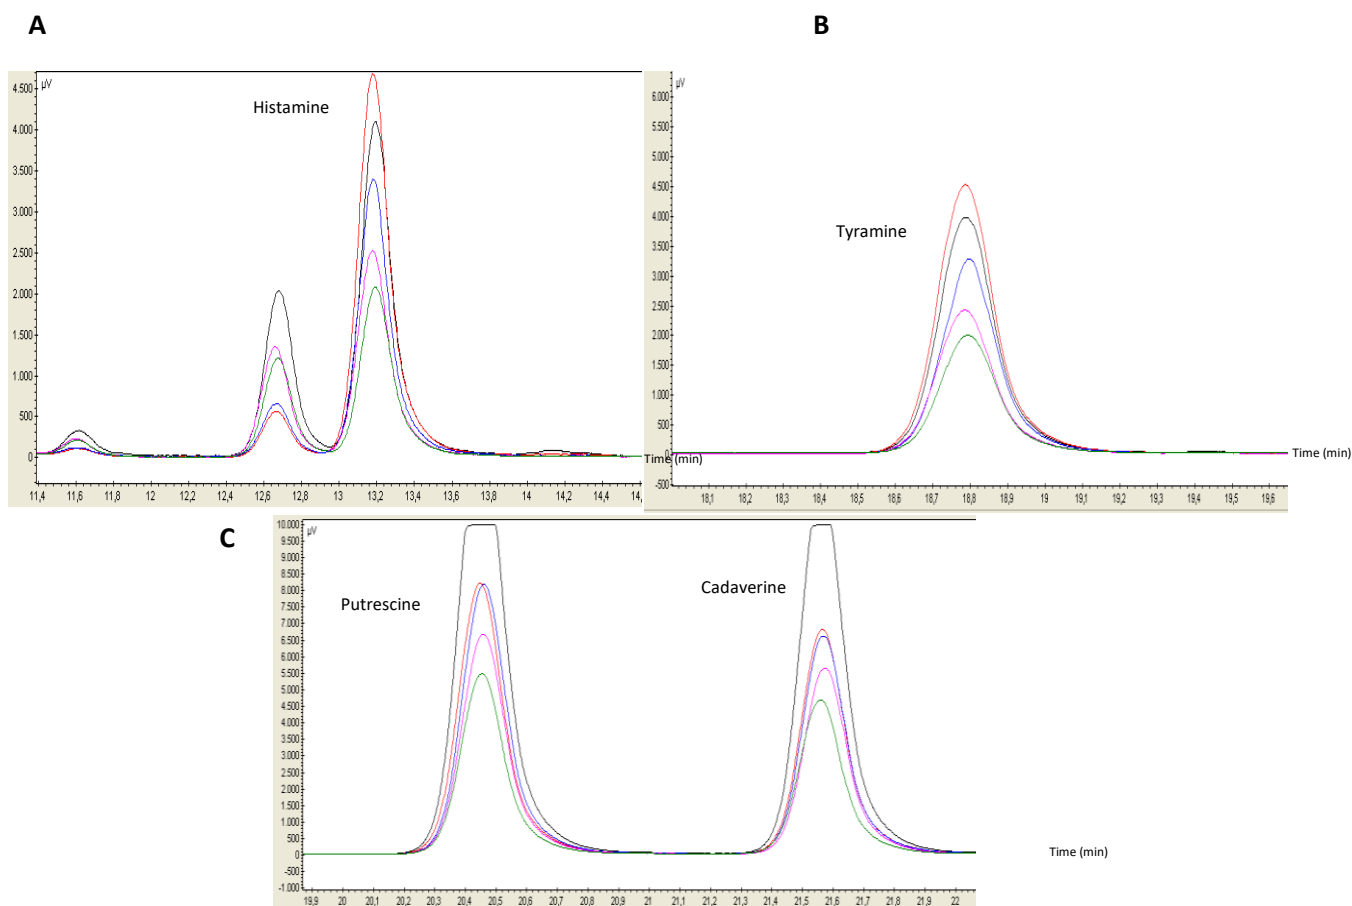 A
B
µV
Histamine
4.500
4.000
3.500
3.000
2.500
2.000
1.500
1.000
500
0
Time (min)
11,4 11,6 11,8 12 12,2 12,4 12,6 12,8 13 13,2 13,4 13,6 13,8 14 14,2 14,4
µV
Tyramine
6.000
5.500
5.000
4.500
4.000
3.500
3.000
2.500
2.000
1.500
1.000
500
0
-500
Time (min)
18,1 18,2 18,3 18,4 18,5 18,6 18,7 18,8 18,9 19 19,1 19,2 19,3 19,4 19,5 19,6
C
µV
Putrescine
Cadaverine
10.000
9.500
9.000
8.500
8.000
7.500
7.000
6.500
6.000
5.500
5.000
4.500
4.000
3.500
3.000
2.500
2.000
1.500
1.000
500
0
-500
-1.000
Time (min)
19,9 20 20,1 20,2 20,3 20,4 20,5 20,6 20,7 20,8 20,9 21 21,1 21,2 21,3 21,4 21,5 21,6 21,7 21,8 21,9 22